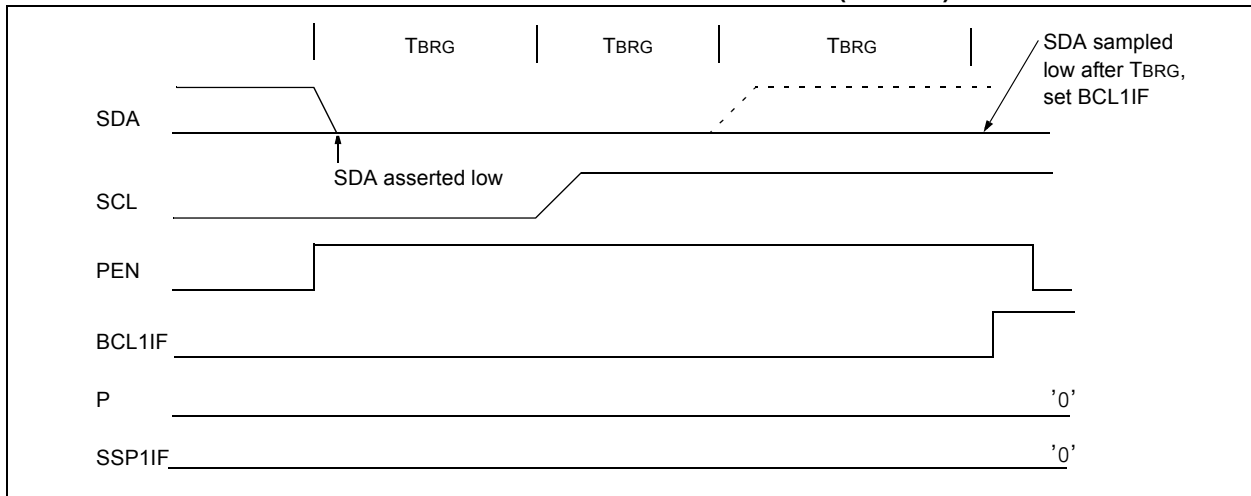 TBRG TBRG TBRG
SDA sampled
low after TBRG,
set BCL1IF
SDA
SDA asserted low
SCL
PEN
BCL1IF
P '0'
SSP1IF '0'